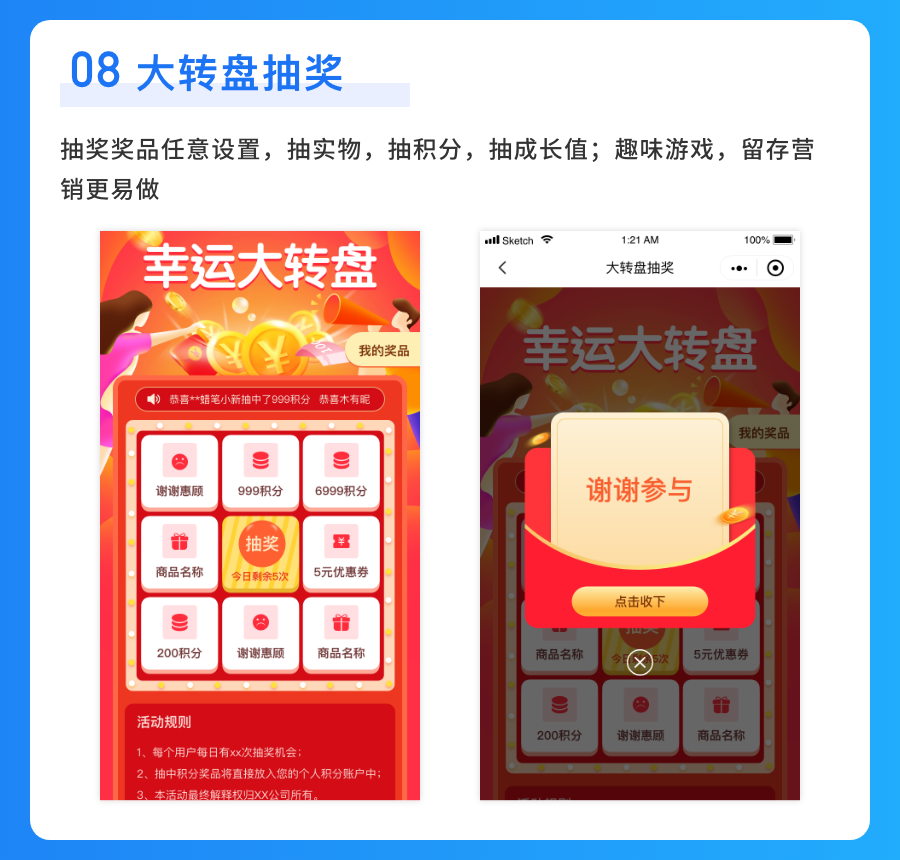 08 大转盘抽奖
抽奖奖品任意设置，抽实物，抽积分，抽成长值；趣味游戏，留存营
销更易做
幸运大转盘
我的奖品
恭喜**蜡笔小新抽中了999积分 恭喜木有昵
谢谢惠顾
999积分
6999积分
商品名称
抽奖
今日剩余5次
5元优惠券
200积分
谢谢惠顾
商品名称
活动规则
1、每个用户每日有xx次抽奖机会；
2、抽中积分奖品将直接放入您的个人积分账户中；
3、本活动最终解释权归XX公司所有。
Sketch
1:21 AM
100%
大转盘抽奖
幸运大转盘
我的奖品
谢谢参与
点击收下
商品名称
抽奖
5元优惠券
200积分
谢谢惠顾
商品名称